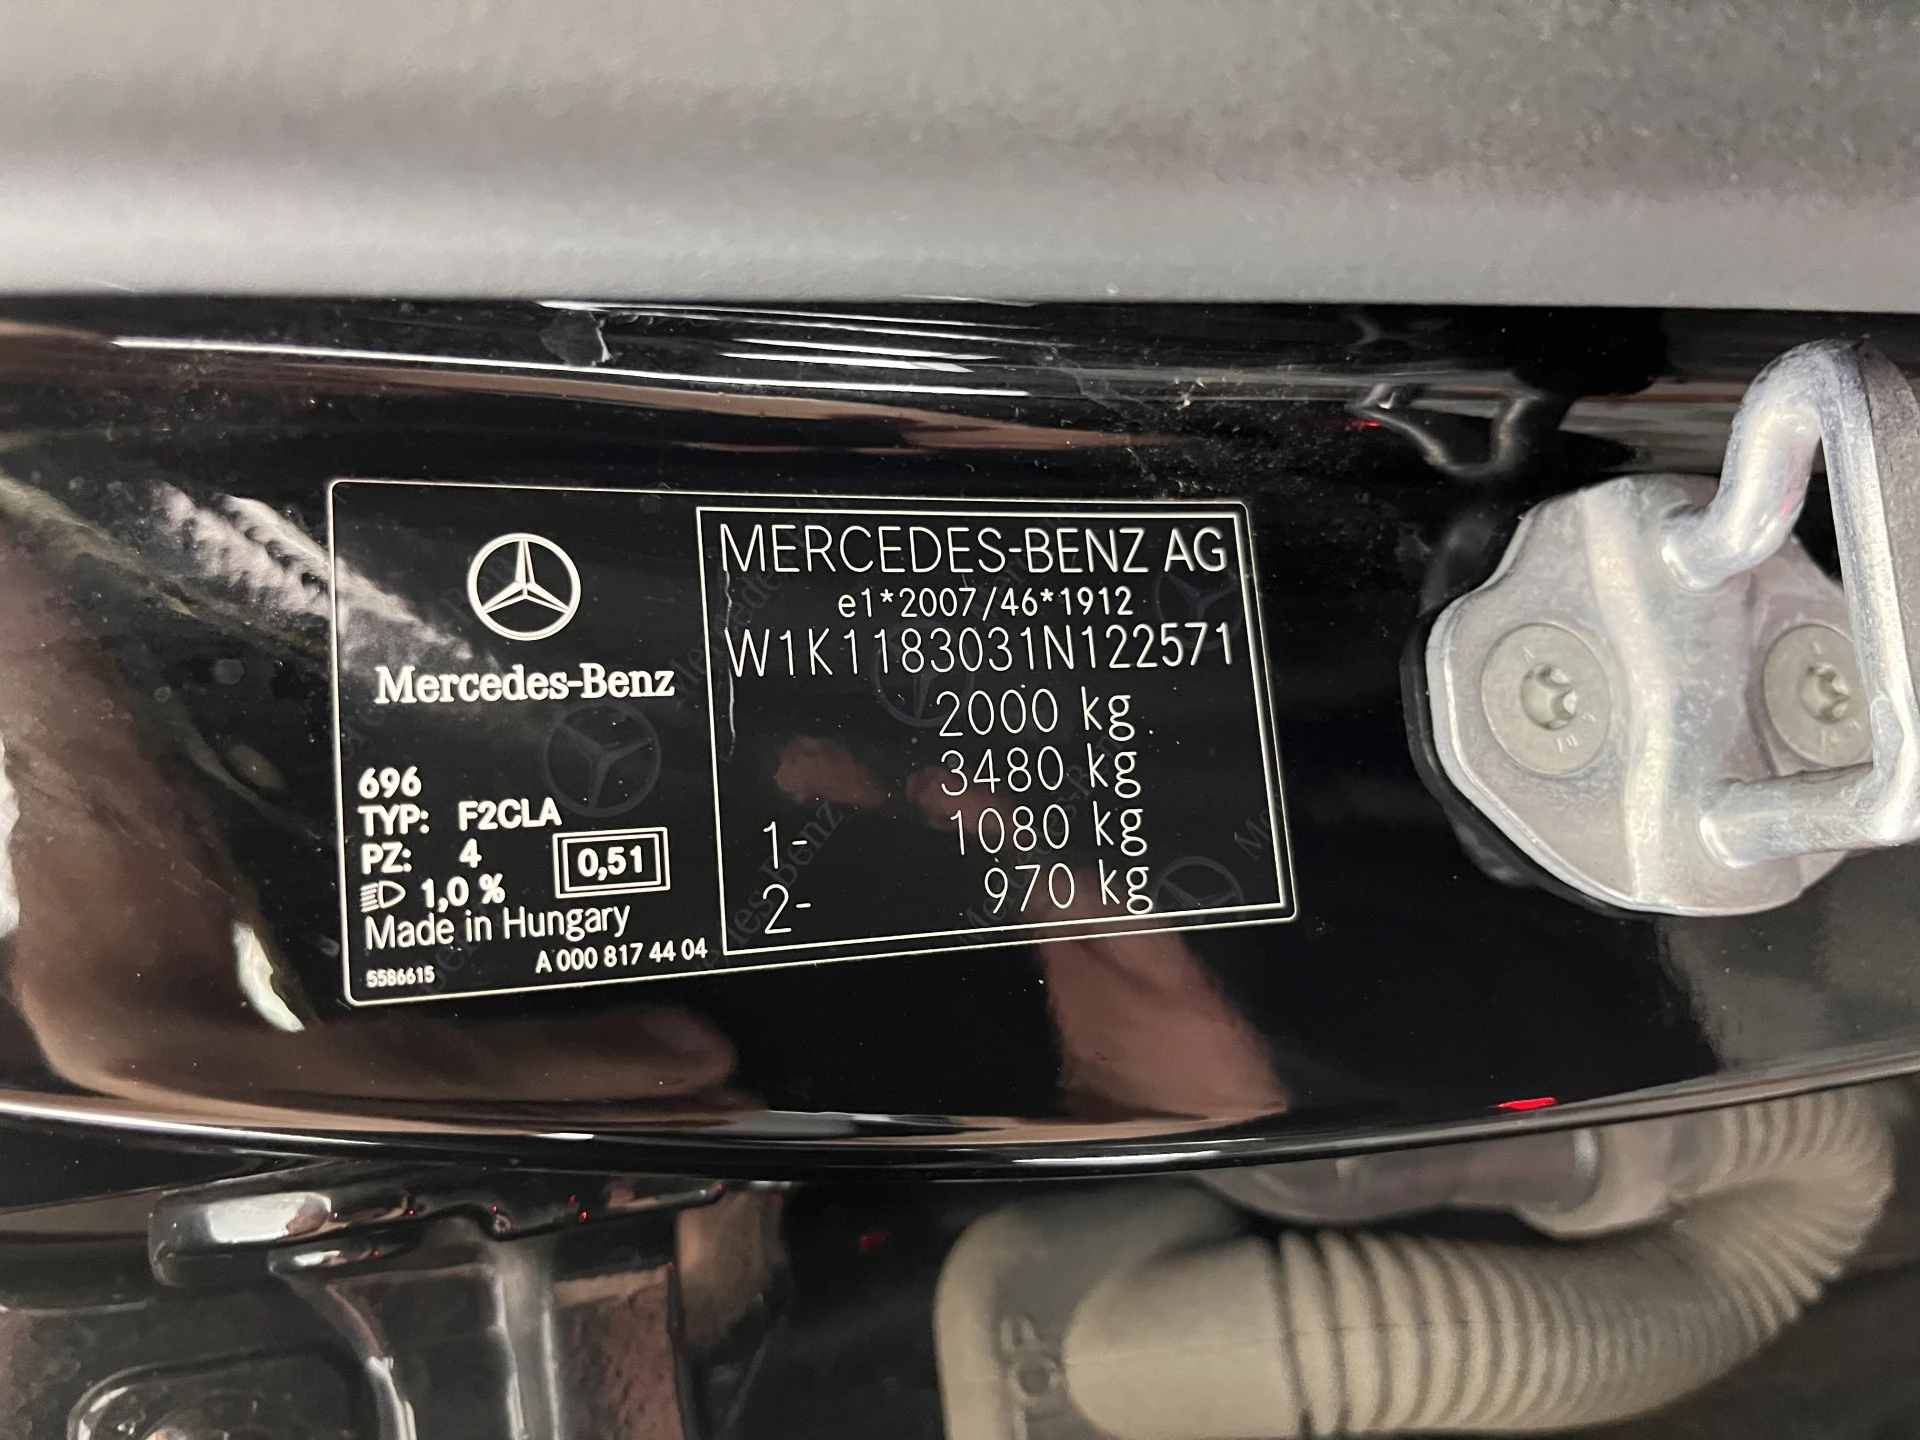 Mercedes-Benz
696
TYP: F2CLA
PZ: 4
1,0 %
0,51
Made in Hungary
5586615
A 000 817 44 04
MERCEDES-BENZ AG
e1*2007/46*1912
W1K1183031N122571
2000 kg
3480 kg
1- 1080 kg
2- 970 kg
TOP